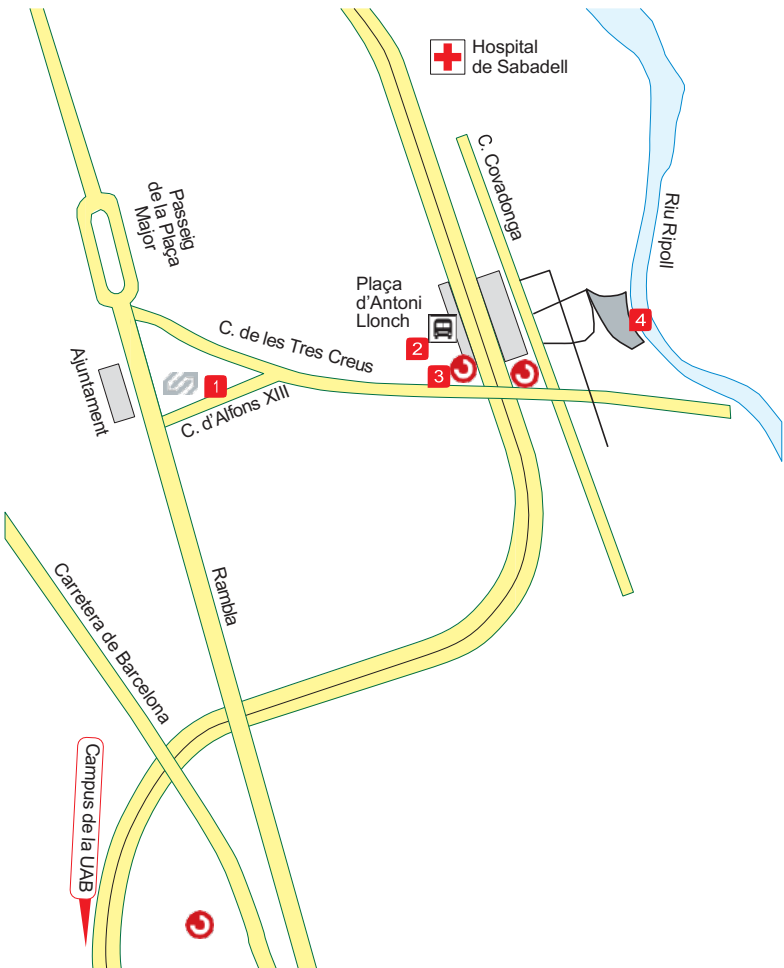 Hospital
de Sabadell
C. Covadonga
Riu Ripoll
Passeig
de la Plaça
Major
Plaça
d'Antoni
Llonch
2
3
4
C. de les Tres Creus
1
Ajuntament
C. d'Alfons XIII
Rambla
Carretera de Barcelona
Campus de la UAB